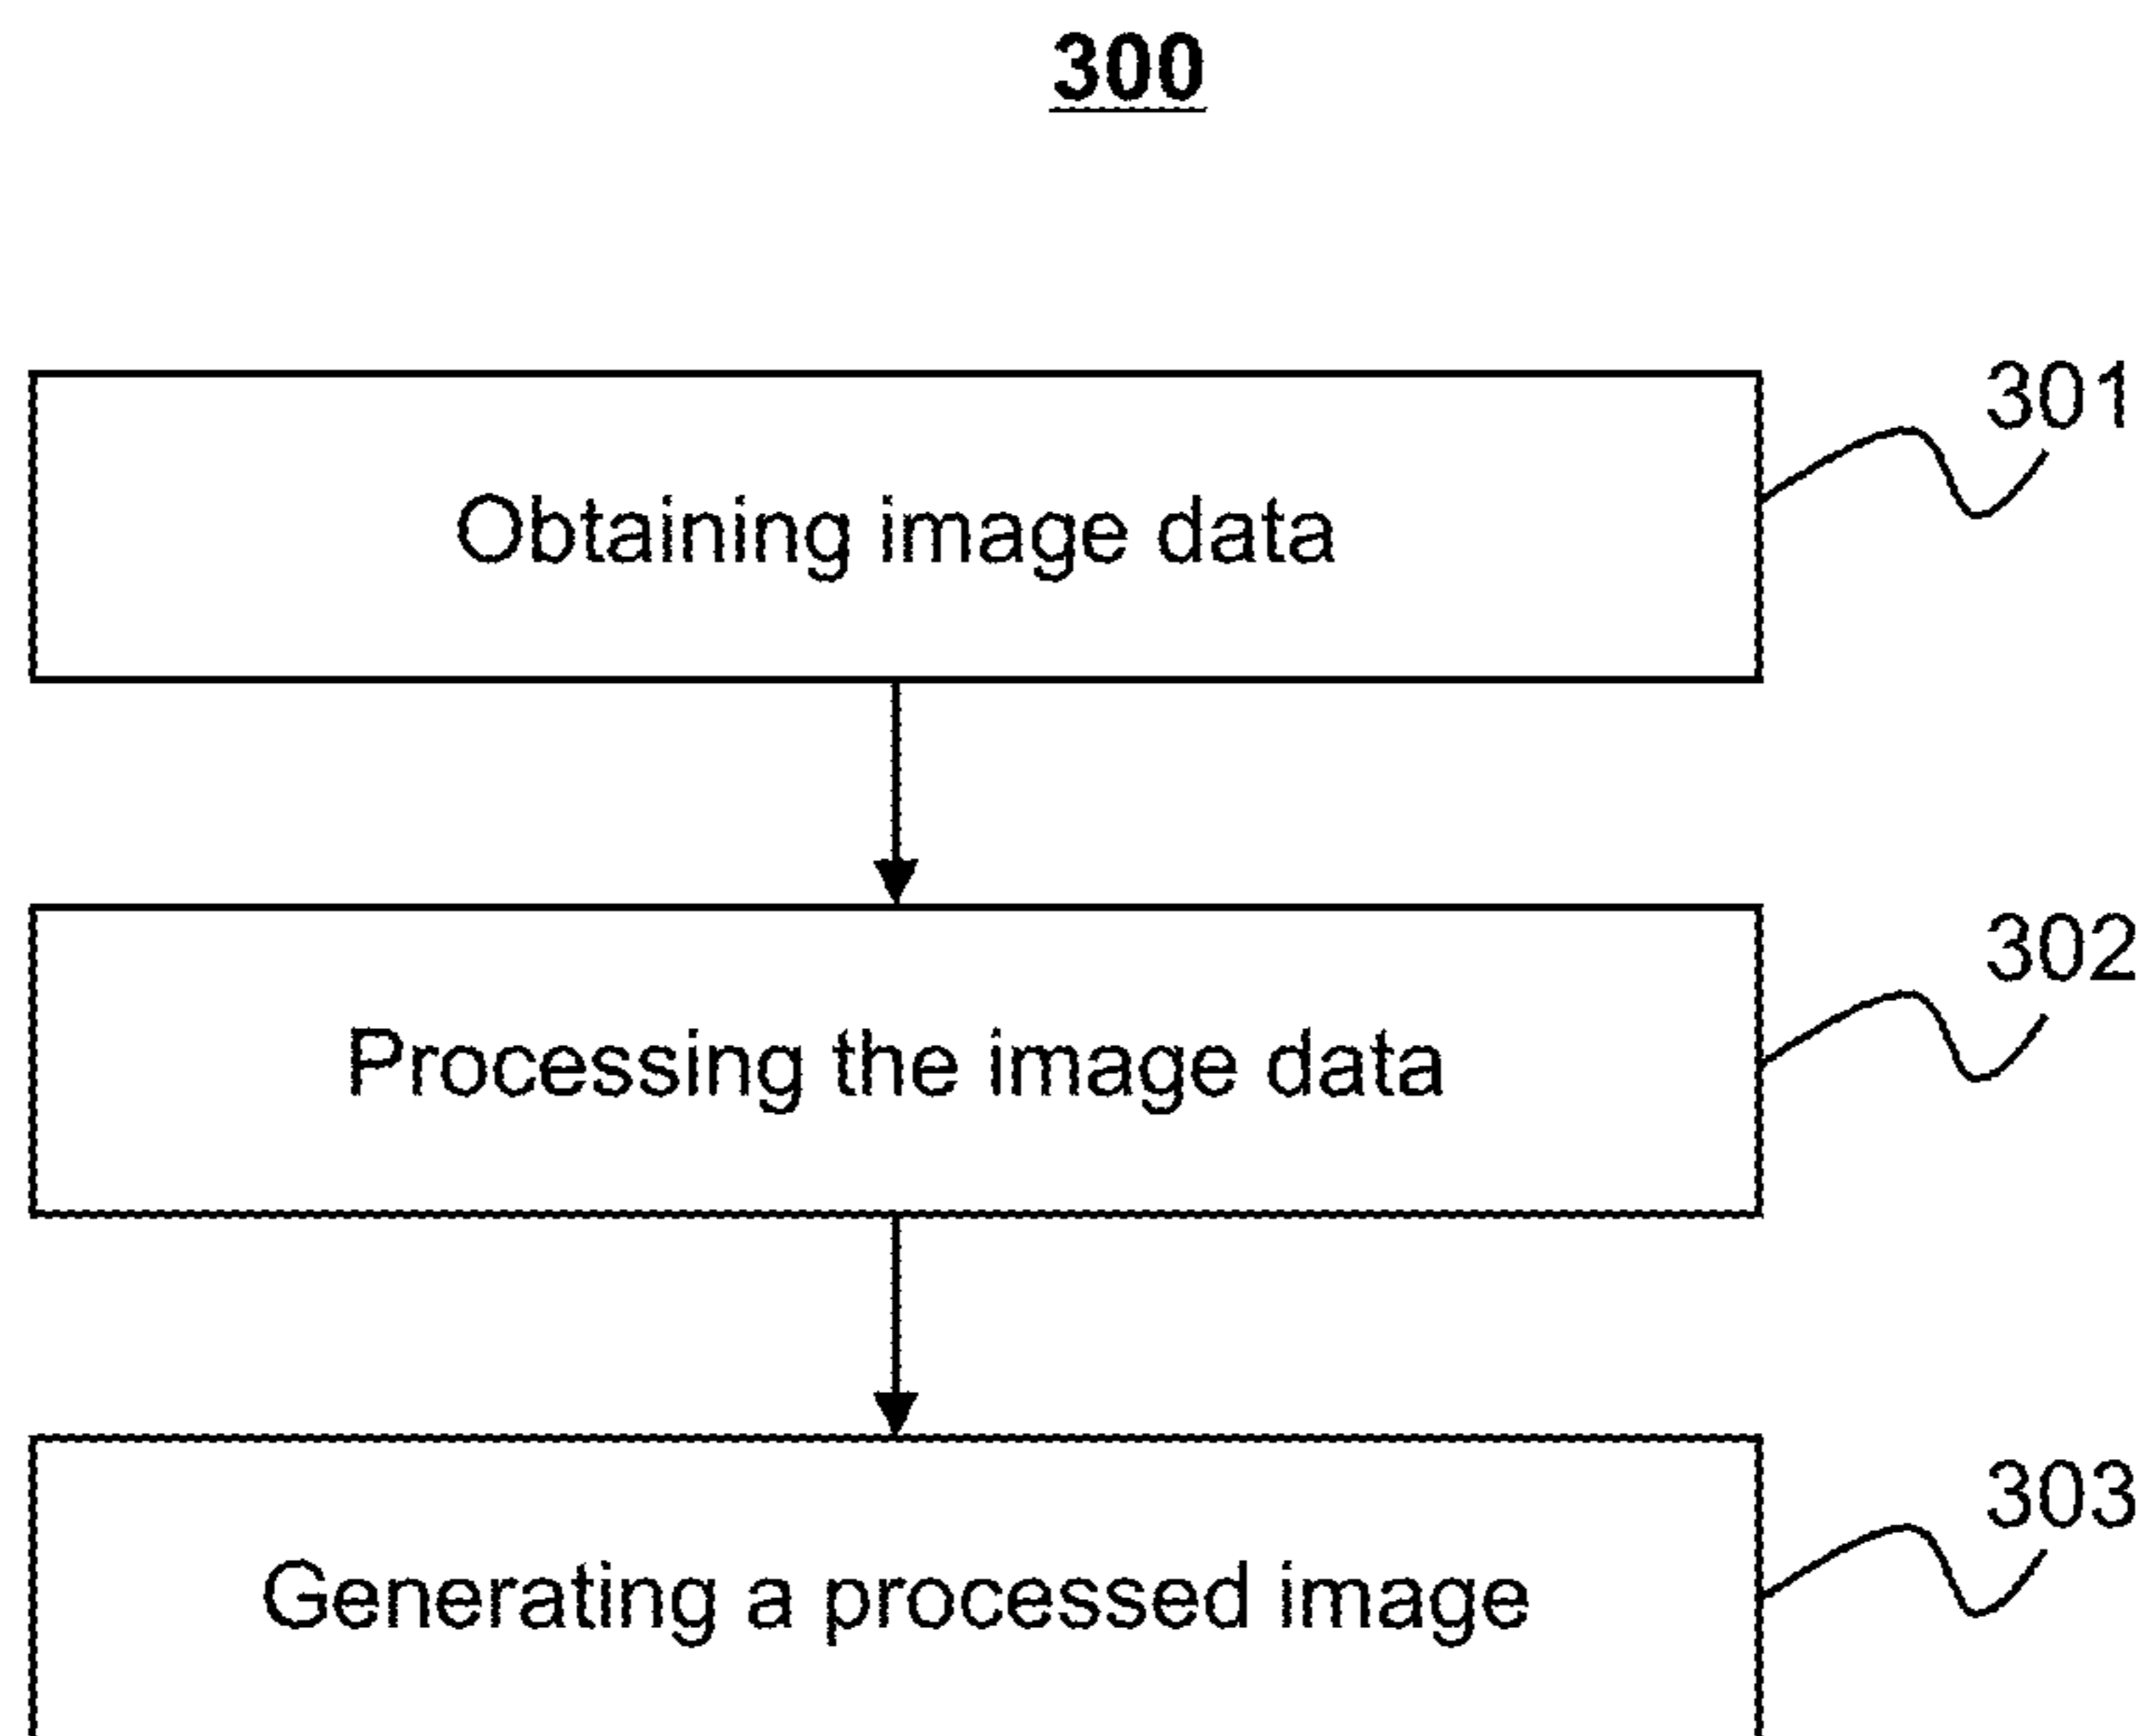 300
301
Obtaining image data
302
Processing the image data
303
Generating a processed image